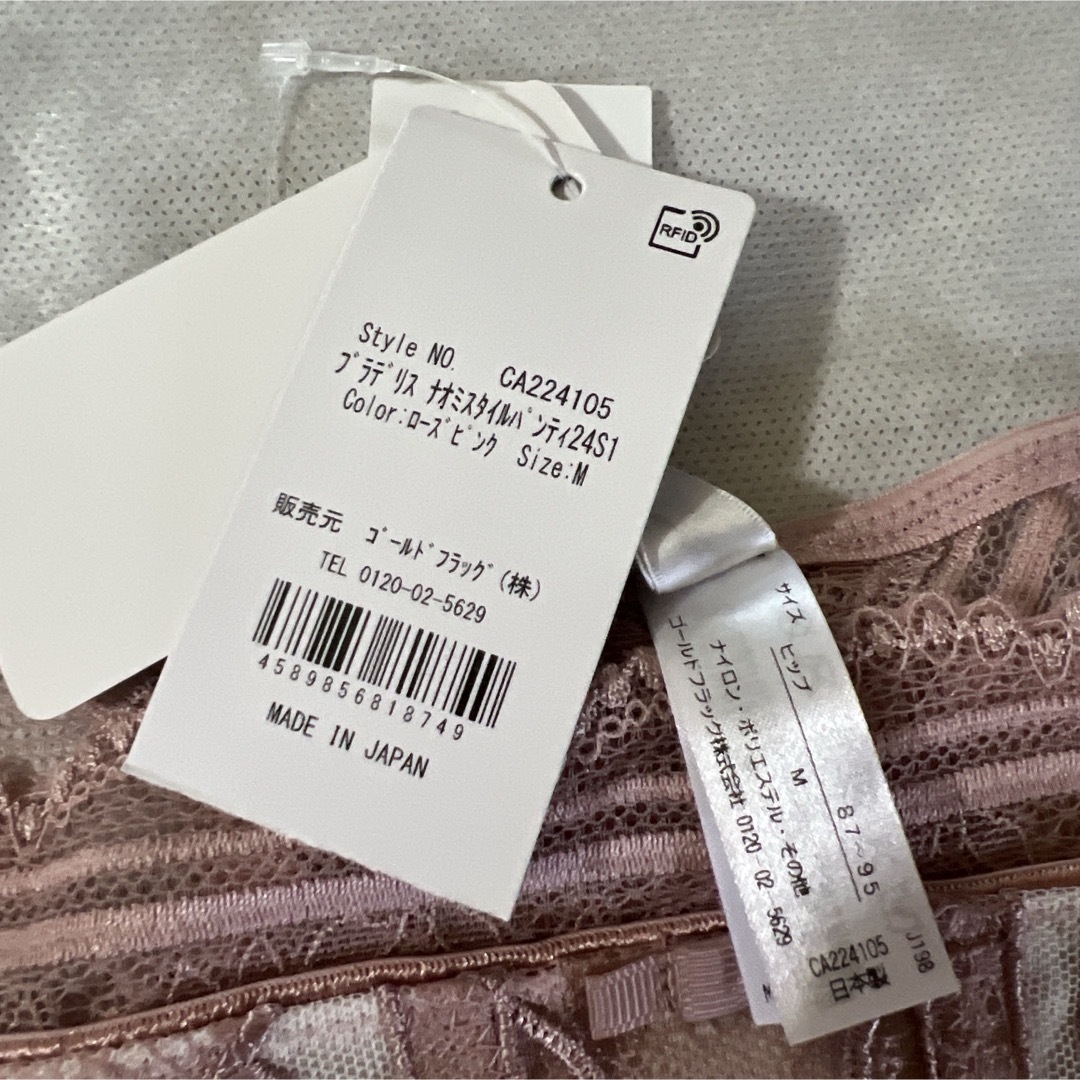 RFID
Style NO. CA224105
ﾌﾞﾗﾃﾞﾘｽ ﾅｵﾐｽﾀｲﾙﾊﾟﾝﾃｨ24S1
Color:ﾛｰｽﾞﾋﾟﾝｸ Size:M
販売元 ｺﾞｰﾙﾄﾞﾌﾗｯｸﾞ(株)
TEL 0120-02-5629
4589856818749
MADE IN JAPAN
サイズ M
ヒップ 87～95
ナイロン・ポリエステル・その他
ゴールドフラッグ株式会社 0120-02 5629
CA224105 J198
日本製